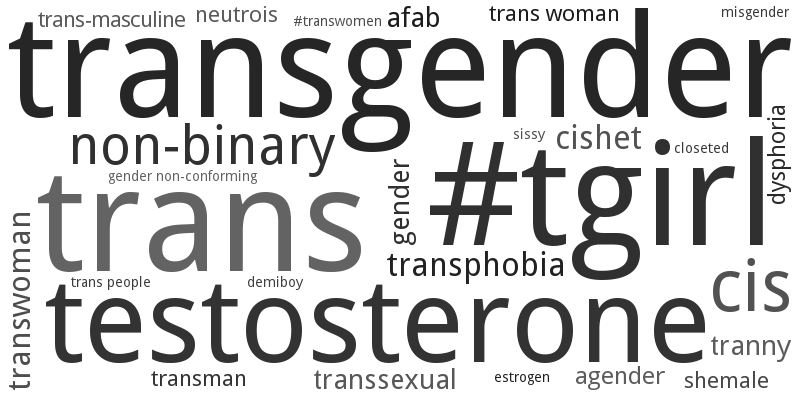 trans-masculine
neutrois
#transwomen
afab
trans woman
misgender
transgender
non-binary
sissy
cishet
closeted
dysphoria
gender non-conforming
trans
gender
#tgirl
transwoman
transphobia
trans people
demiboy
cis
testosterone
tranny
transman
transsexual
estrogen
agender
shemale